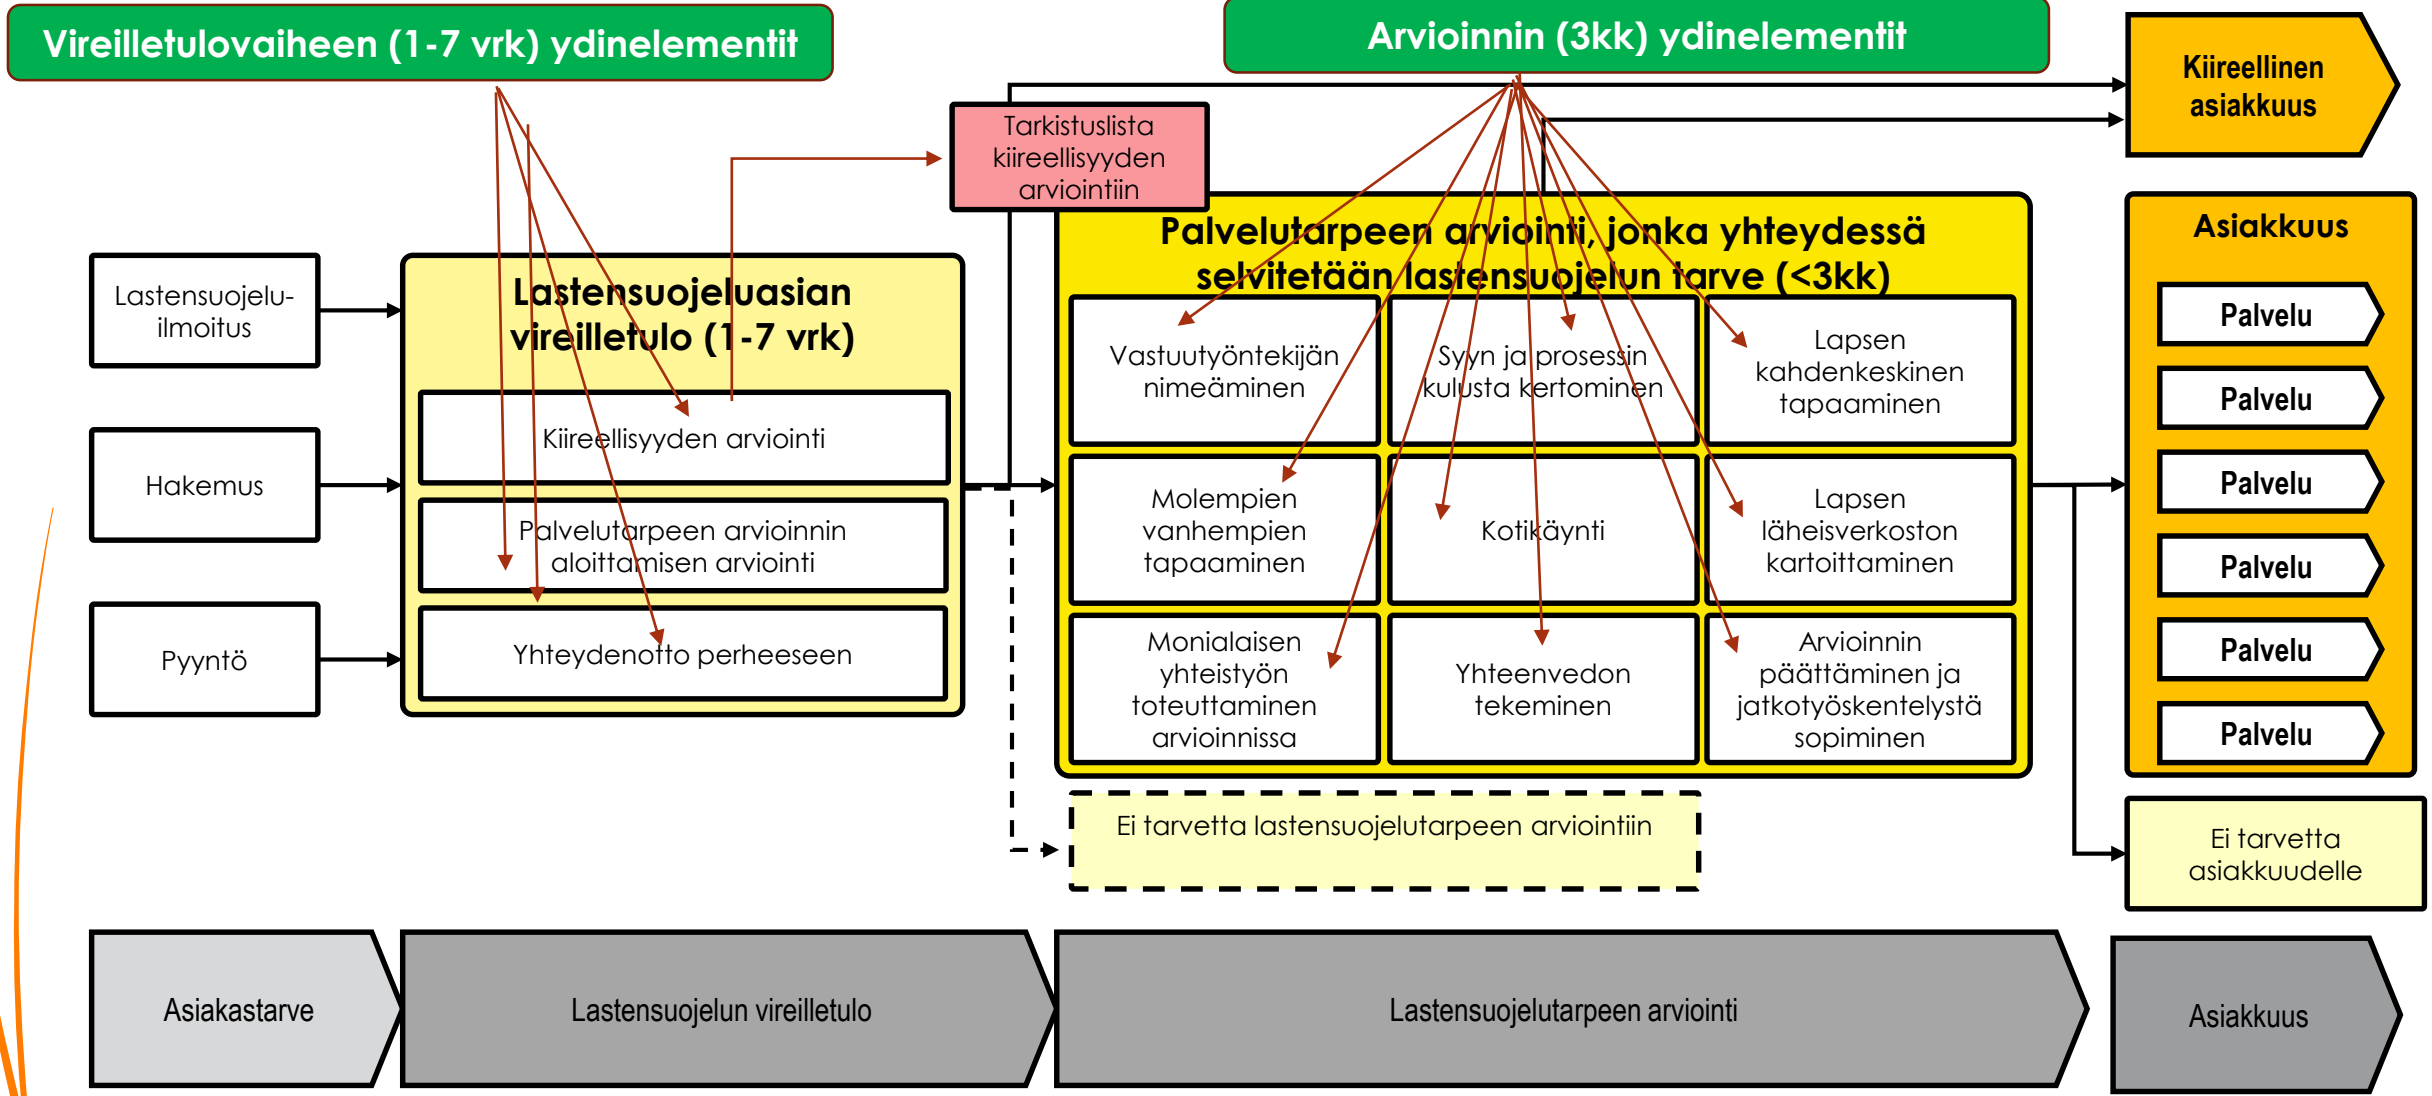 Vireilletulovaiheen (1-7 vrk) ydinelementit
Arvioinnin (3kk) ydinelementit
Kiireellinen
asiakkuus
Tarkistuslista
kiireellisyyden
arviointiin
Lastensuojelu-
ilmoitus
Hakemus
Pyyntö
Lastensuojeluasian
vireilletulo (1-7 vrk)
Kiireellisyyden arviointi
Palvelutarpeen arvioinnin
aloittamisen arviointi
Yhteydenotto perheeseen
Palvelutarpeen arviointi, jonka yhteydessä
selvitetään lastensuojelun tarve (<3kk)
Vastuutyöntekijän
nimeäminen
Syyn ja prosessin
kulusta kertominen
Lapsen
kahdenkeskinen
tapaaminen
Molempien
vanhempien
tapaaminen
Kotikäynti
Lapsen
läheisverkoston
kartoittaminen
Monialaisen
yhteistyön
toteuttaminen
arvioinnissa
Yhteenvedon
tekeminen
Arvioinnin
päättäminen ja
jatkotyöskentelystä
sopiminen
Ei tarvetta lastensuojelutarpeen arviointiin
Asiakkuus
Palvelu
Palvelu
Palvelu
Palvelu
Palvelu
Palvelu
Ei tarvetta
asiakkuudelle
Asiakastarve
Lastensuojelun vireilletulo
Lastensuojelutarpeen arviointi
Asiakkuus